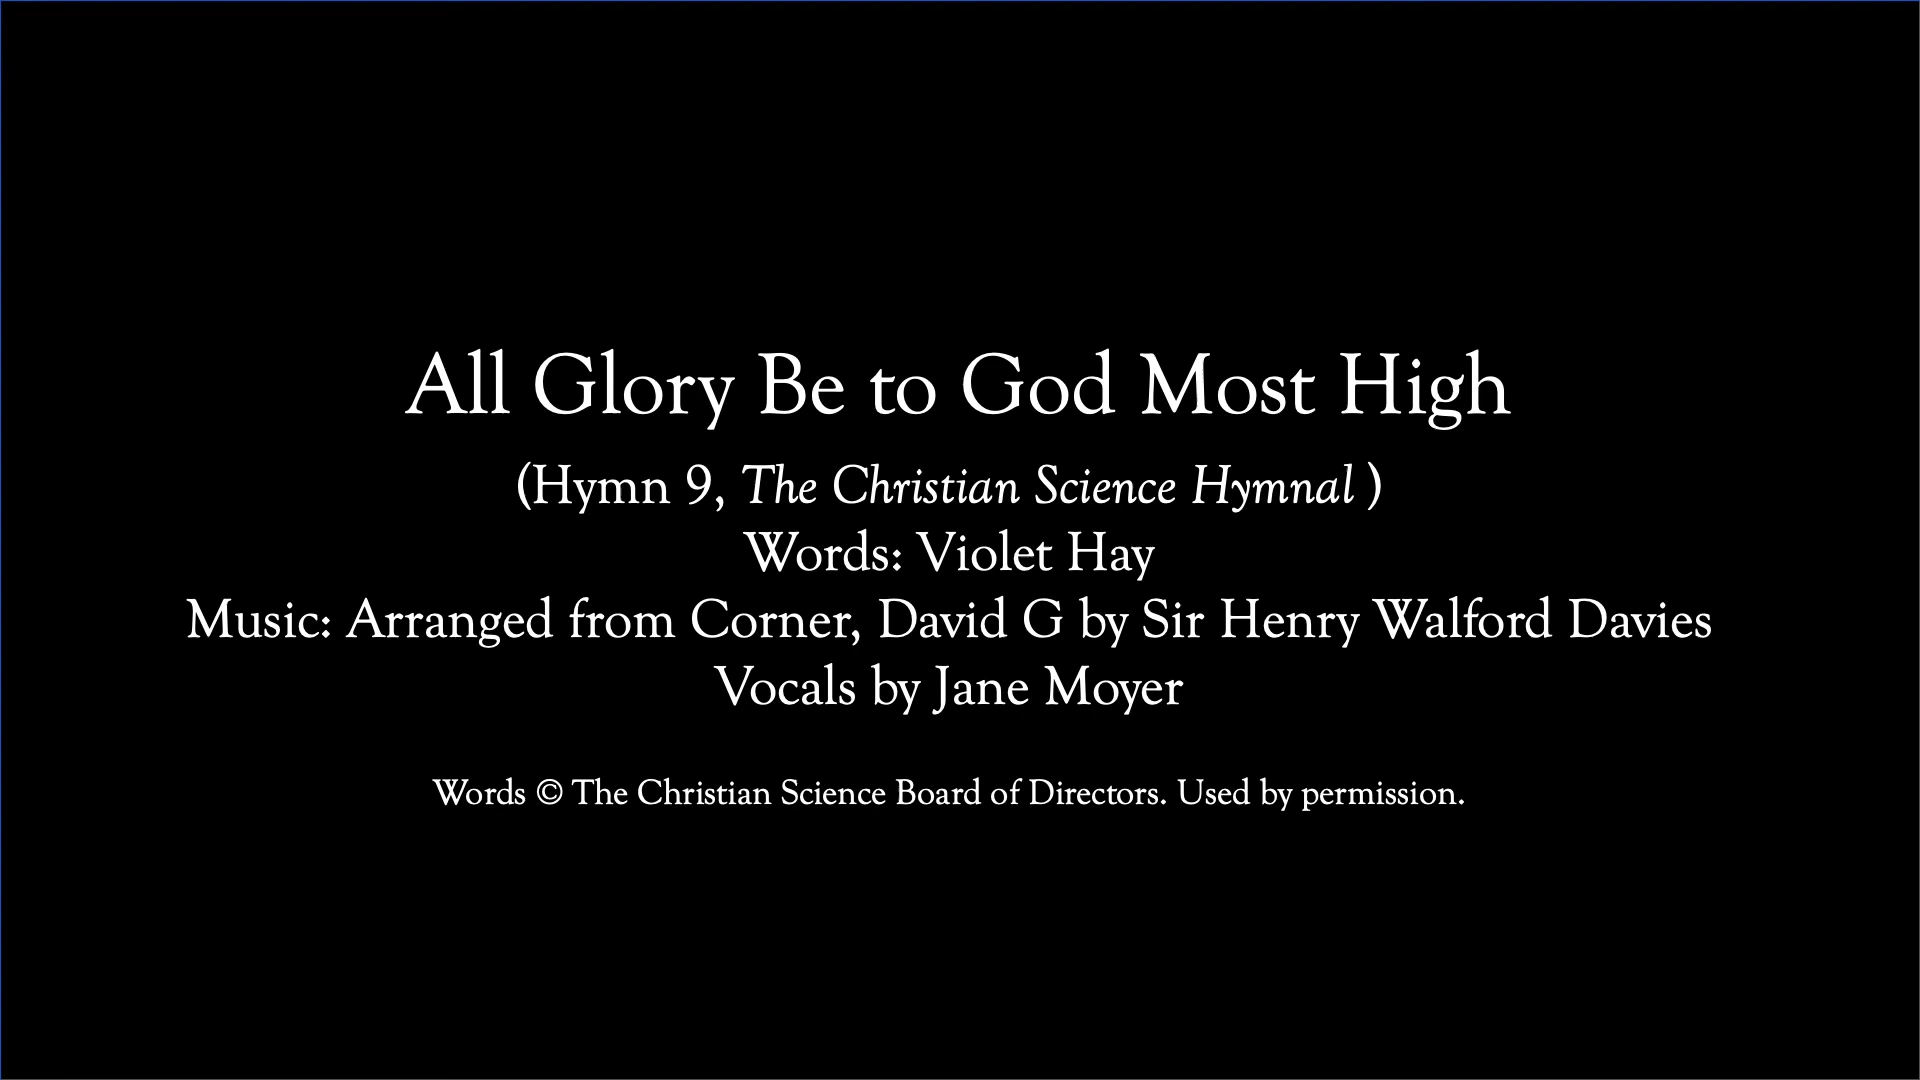 All Glory Be to God Most High
(Hymn 9, The Christian Science Hymnal )
Words: Violet Hay
Music: Arranged from Corner, David G by Sir Henry Walford Davies
Vocals by Jane Moyer
Words © The Christian Science Board of Directors. Used by permission.